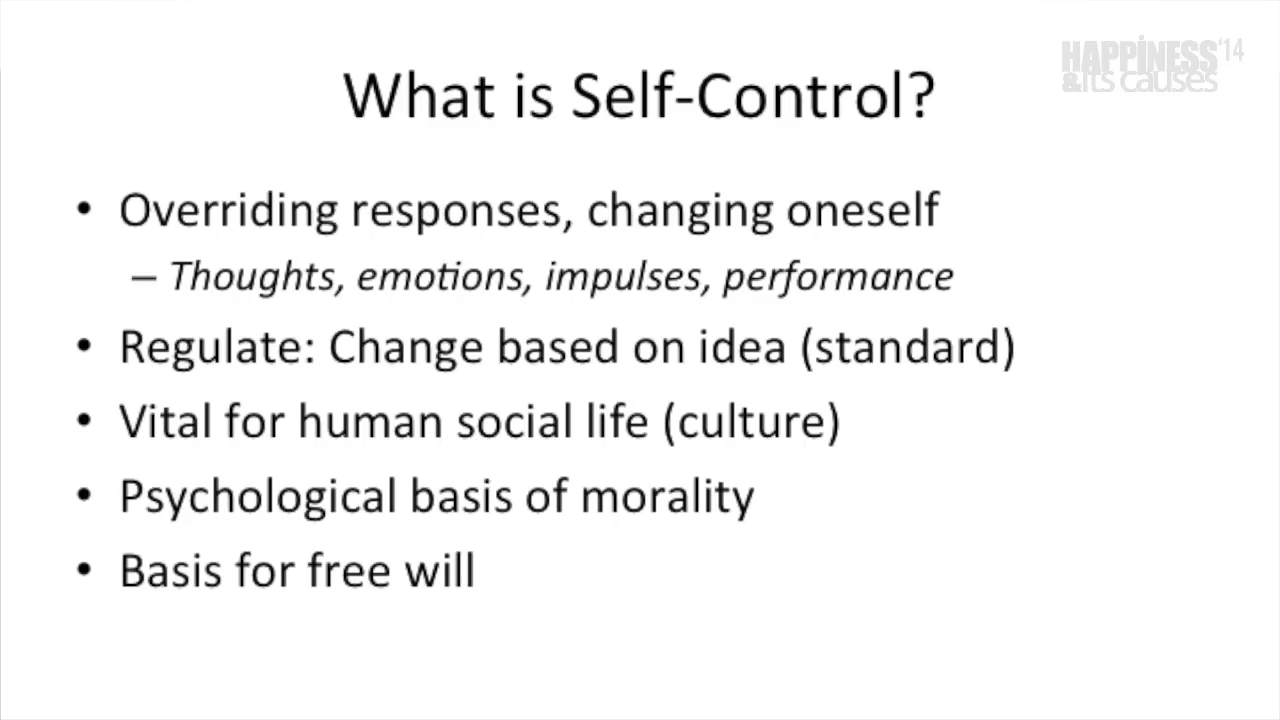 HAPPINESS '14
& its causes
What is Self-Control?
• Overriding responses, changing oneself
– Thoughts, emotions, impulses, performance
• Regulate: Change based on idea (standard)
• Vital for human social life (culture)
• Psychological basis of morality
• Basis for free will